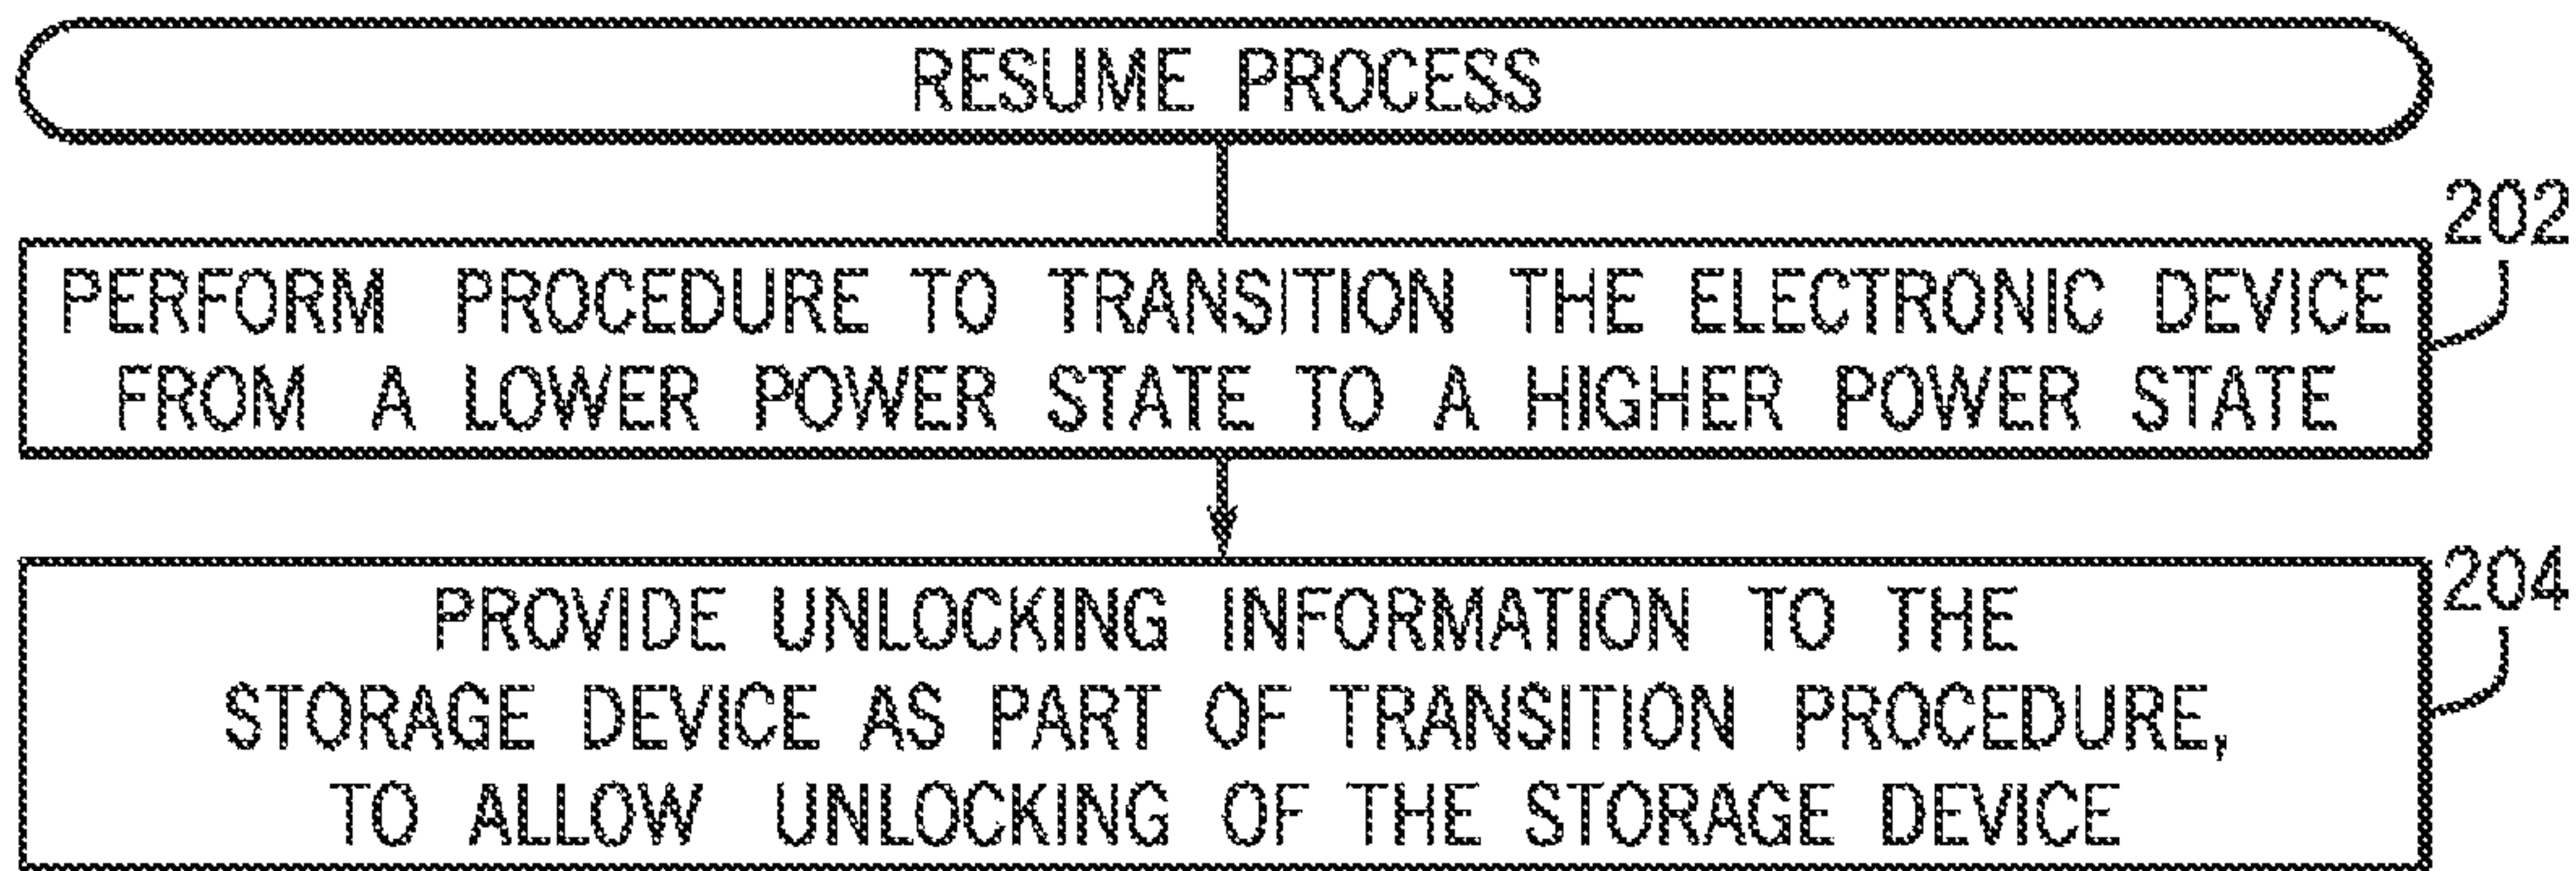 RESUME PROCESS
202
PERFORM PROCEDURE TO TRANSITION THE ELECTRONIC DEVICE
FROM A LOWER POWER STATE TO A HIGHER POWER STATE
204
PROVIDE UNLOCKING INFORMATION TO THE
STORAGE DEVICE AS PART OF TRANSITION PROCEDURE,
TO ALLOW UNLOCKING OF THE STORAGE DEVICE